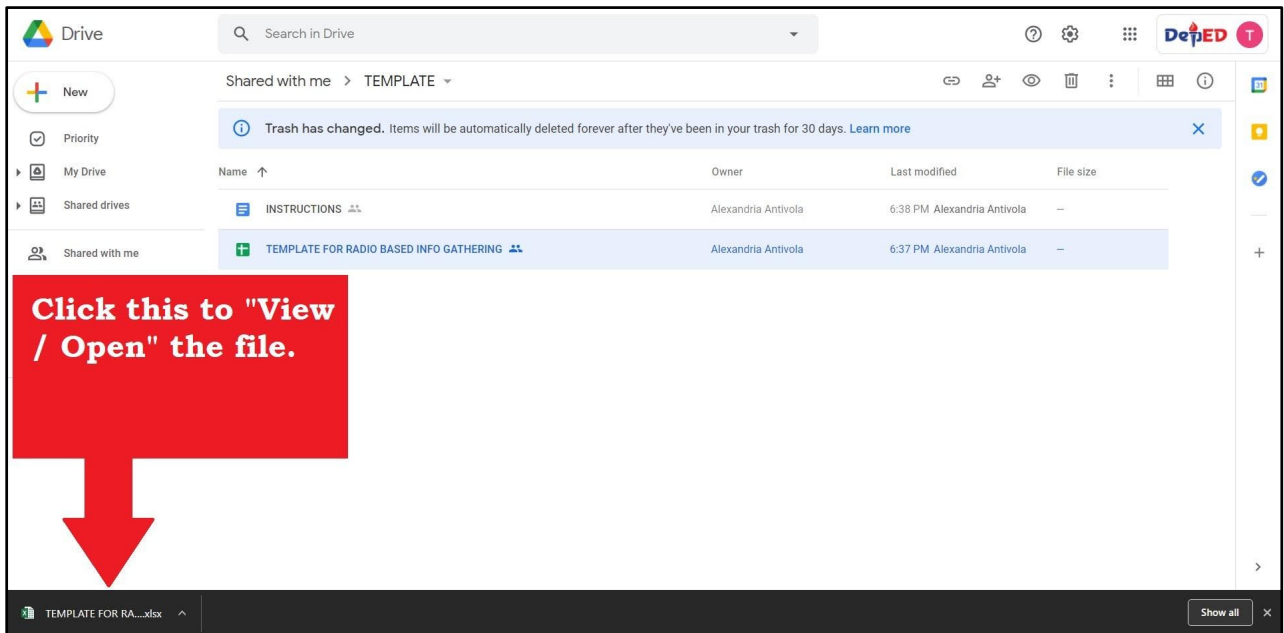 Drive
Search in Drive
DepED
T
New
Shared with me > TEMPLATE
Trash has changed. Items will be automatically deleted forever after they've been in your trash for 30 days. Learn more
Priority
My Drive
Shared drives
Shared with me
Name
Owner
Last modified
File size
INSTRUCTIONS
Alexandria Antivola
6:38 PM Alexandria Antivola
–
TEMPLATE FOR RADIO BASED INFO GATHERING
Alexandria Antivola
6:37 PM Alexandria Antivola
–
31
Click this to "View
/ Open" the file.
TEMPLATE FOR RA....xlsx
Show all